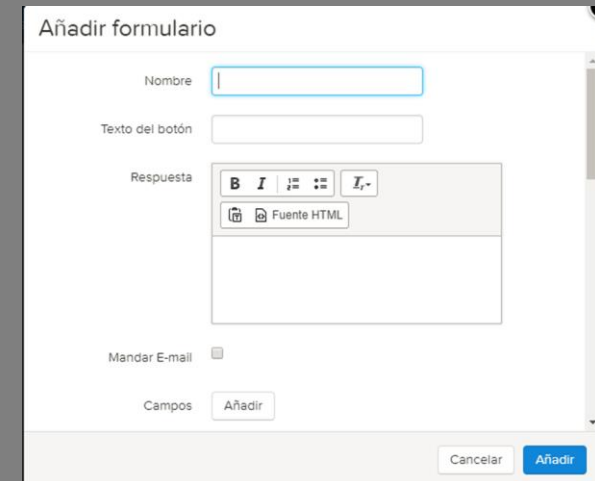 Añadir formulario
Nombre
Texto del botón
Respuesta
B I
Fuente HTML
Mandar E-mail
Campos Añadir
Cancelar Añadir